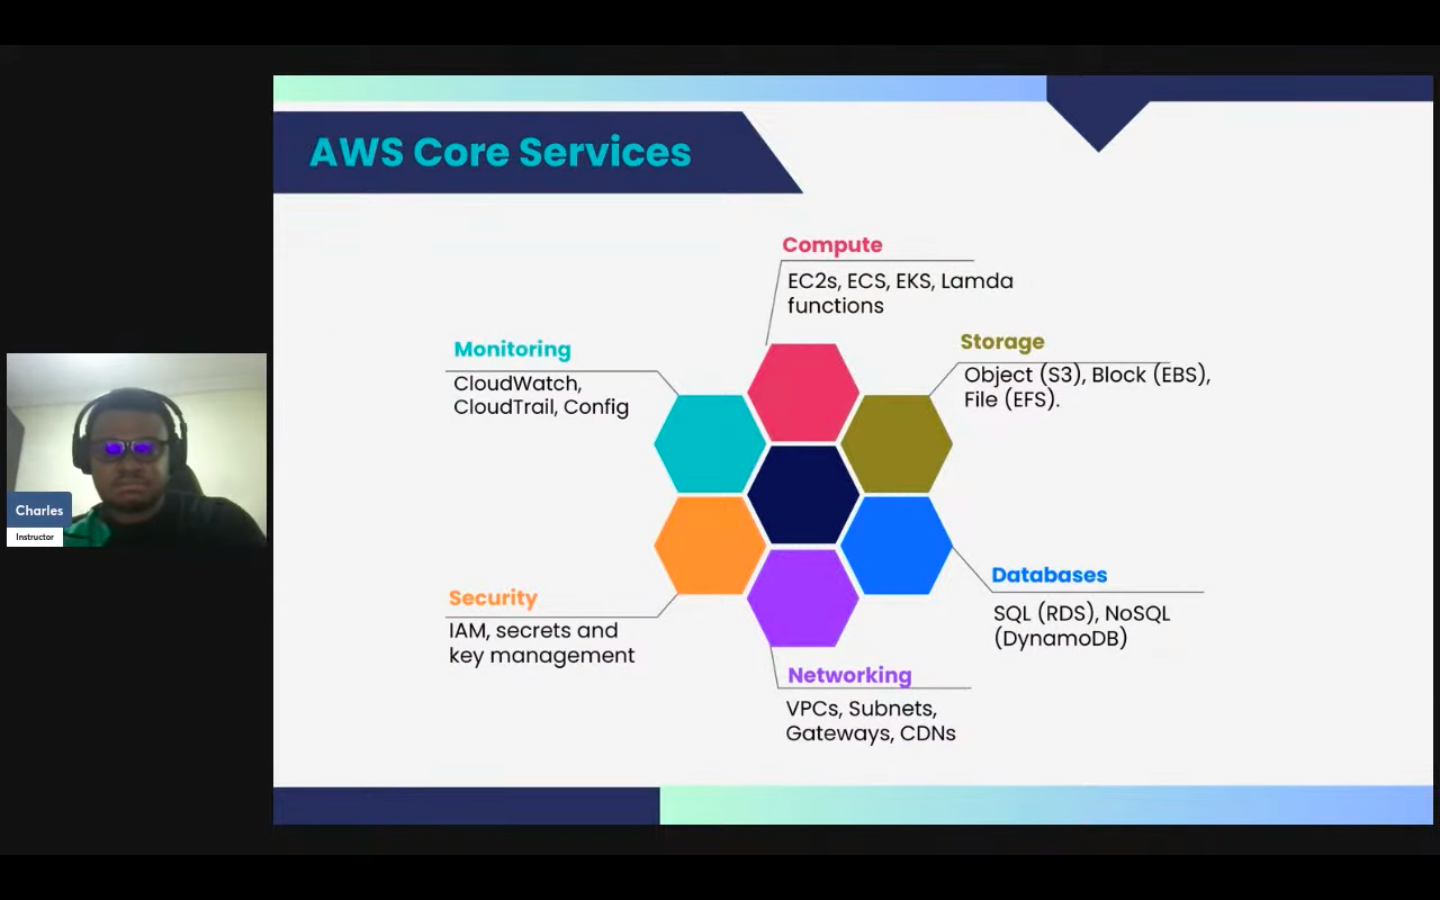 AWS Core Services
Compute
EC2s, ECS, EKS, Lamda
functions
Storage
Object (S3), Block (EBS),
File (EFS).
Monitoring
CloudWatch,
CloudTrail, Config
Databases
SQL (RDS), NoSQL
(DynamoDB)
Security
IAM, secrets and
key management
Networking
VPCs, Subnets,
Gateways, CDNs
Charles
Instructor